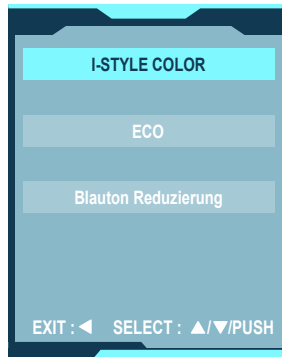 I-STYLE COLOR
ECO
Blauton Reduzierung
EXIT : ◀ SELECT : ▲/▼/PUSH